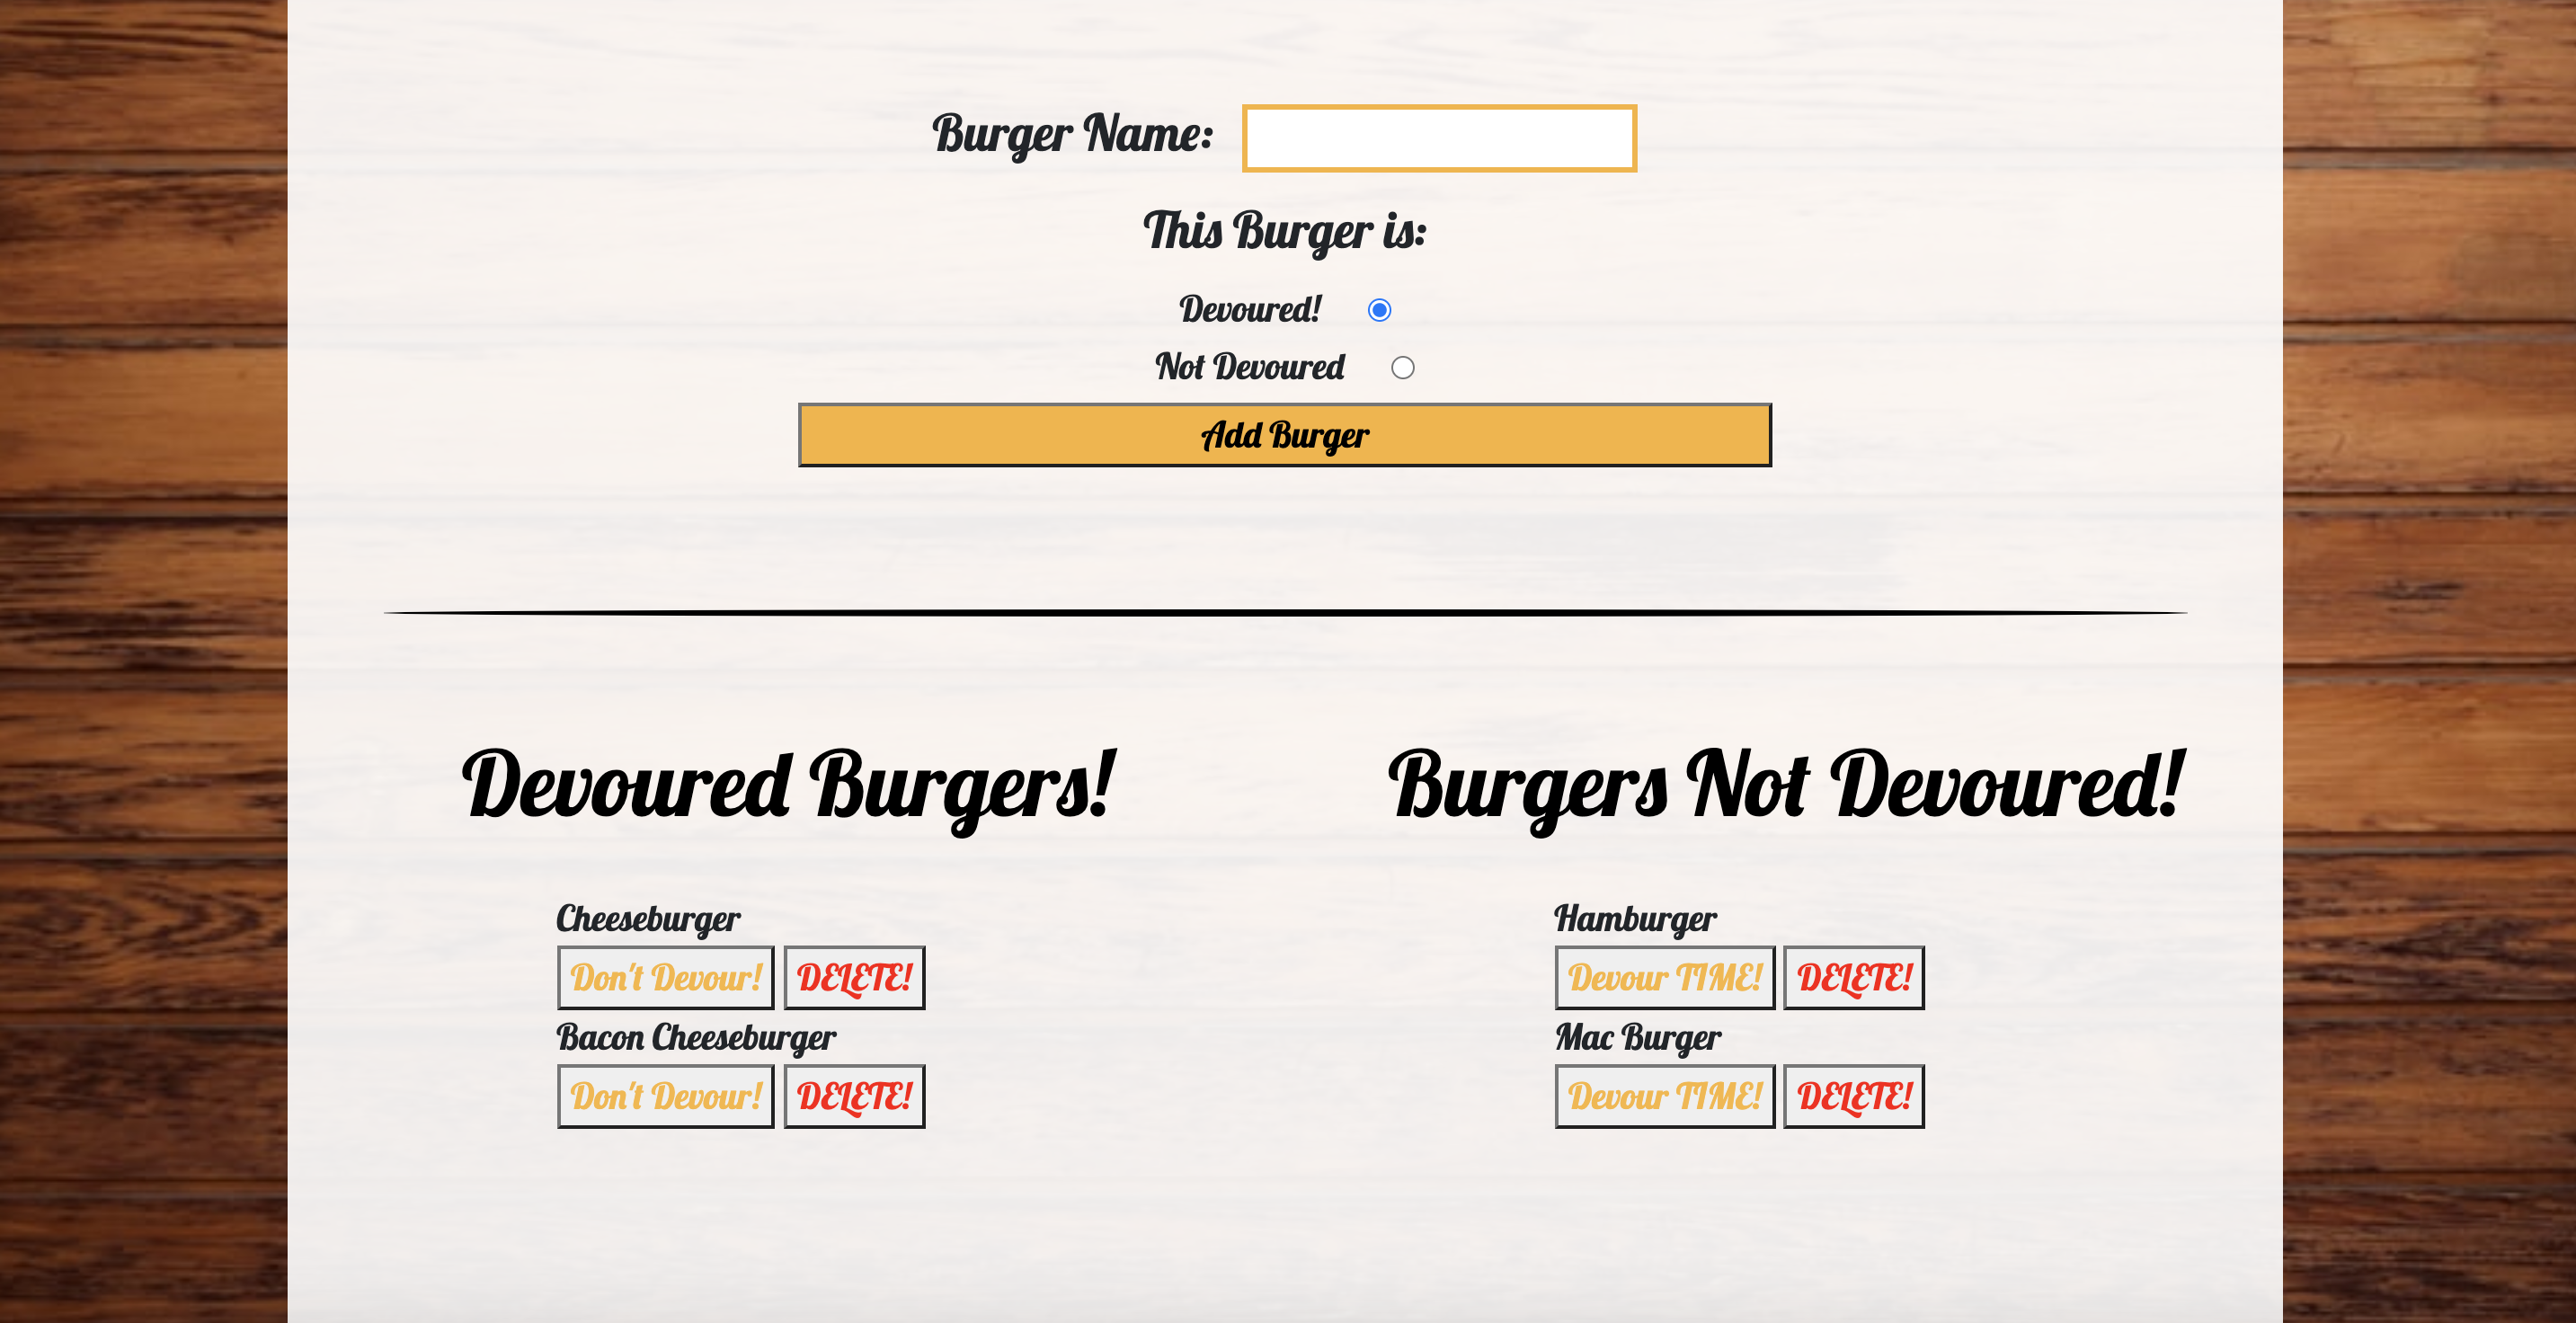 Burger Name:
This Burger is:
Devoured!
Not Devoured
Add Burger
Devoured Burgers!
Cheeseburger
Don't Devour! DELETE!
Bacon Cheeseburger
Don't Devour! DELETE!
Burgers Not Devoured!
Hamburger
Devour TIME! DELETE!
Mac Burger
Devour TIME! DELETE!